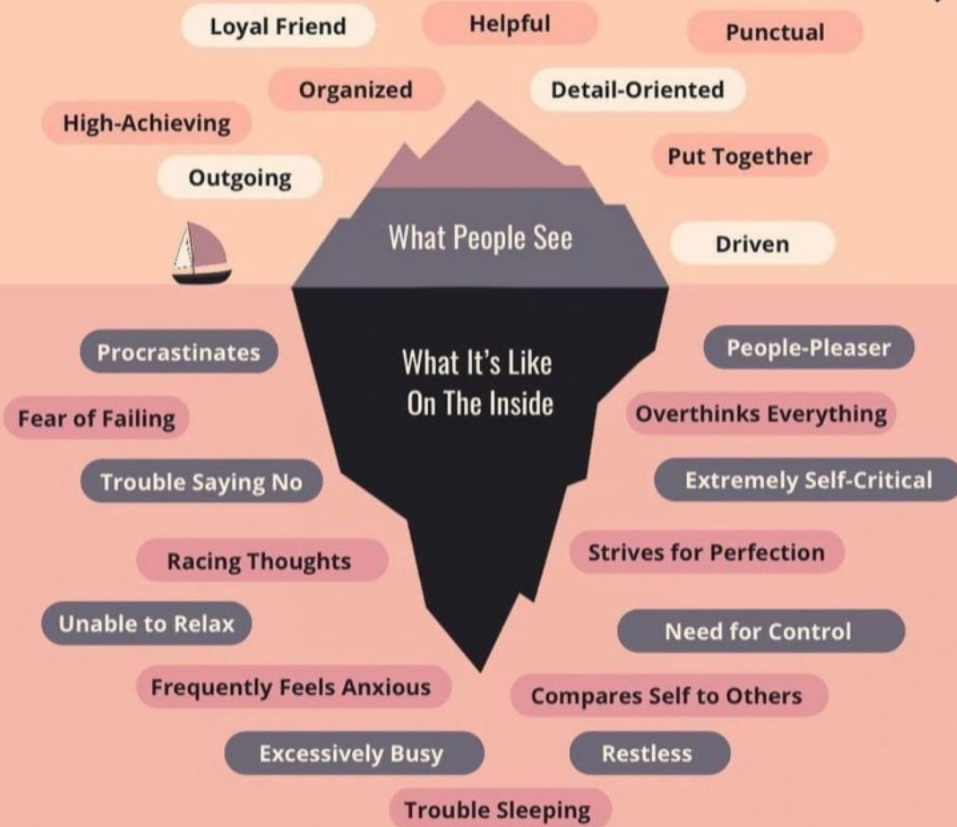 Loyal Friend
Helpful
Punctual
Organized
Detail-Oriented
High-Achieving
Put Together
Outgoing
What People See
Driven
Procrastinates
People-Pleaser
What It's Like
On The Inside
Fear of Failing
Overthinks Everything
Trouble Saying No
Extremely Self-Critical
Racing Thoughts
Strives for Perfection
Unable to Relax
Need for Control
Frequently Feels Anxious
Compares Self to Others
Excessively Busy
Restless
Trouble Sleeping